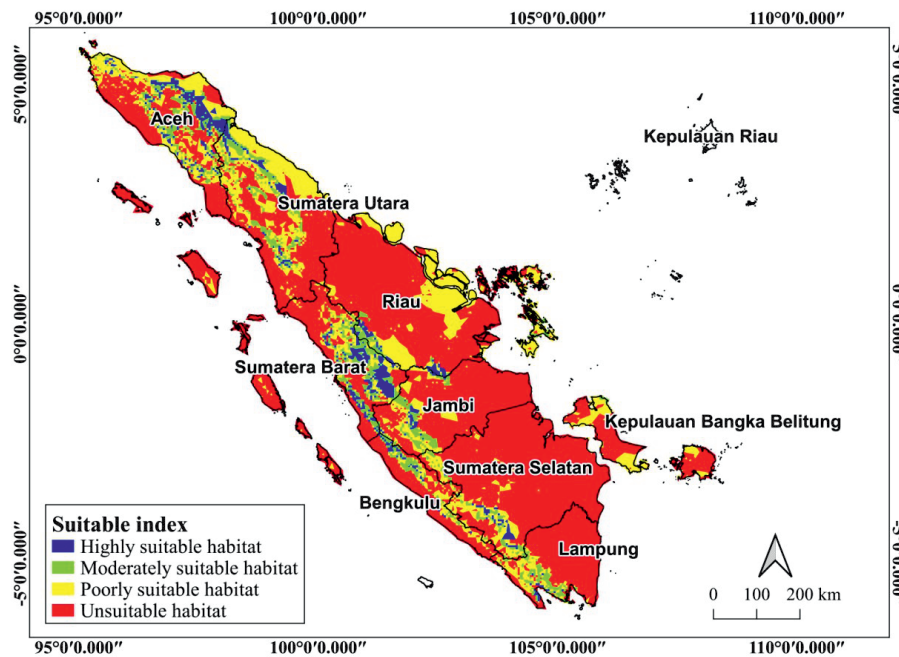 95°0′0.000″ 100°0′0.000″ 105°0′0.000″ 110°0′0.000″
5°0′0.000″
0°0′0.000″
-5°0′0.000″
Aceh
Kepulauan Riau
Sumatera Utara
Riau
Sumatera Barat
Jambi
Kepulauan Bangka Belitung
Sumatera Selatan
Bengkulu
Lampung
Suitable index
Highly suitable habitat
Moderately suitable habitat
Poorly suitable habitat
Unsuitable habitat
0 100 200 km
95°0′0.000″ 100°0′0.000″ 105°0′0.000″ 110°0′0.000″